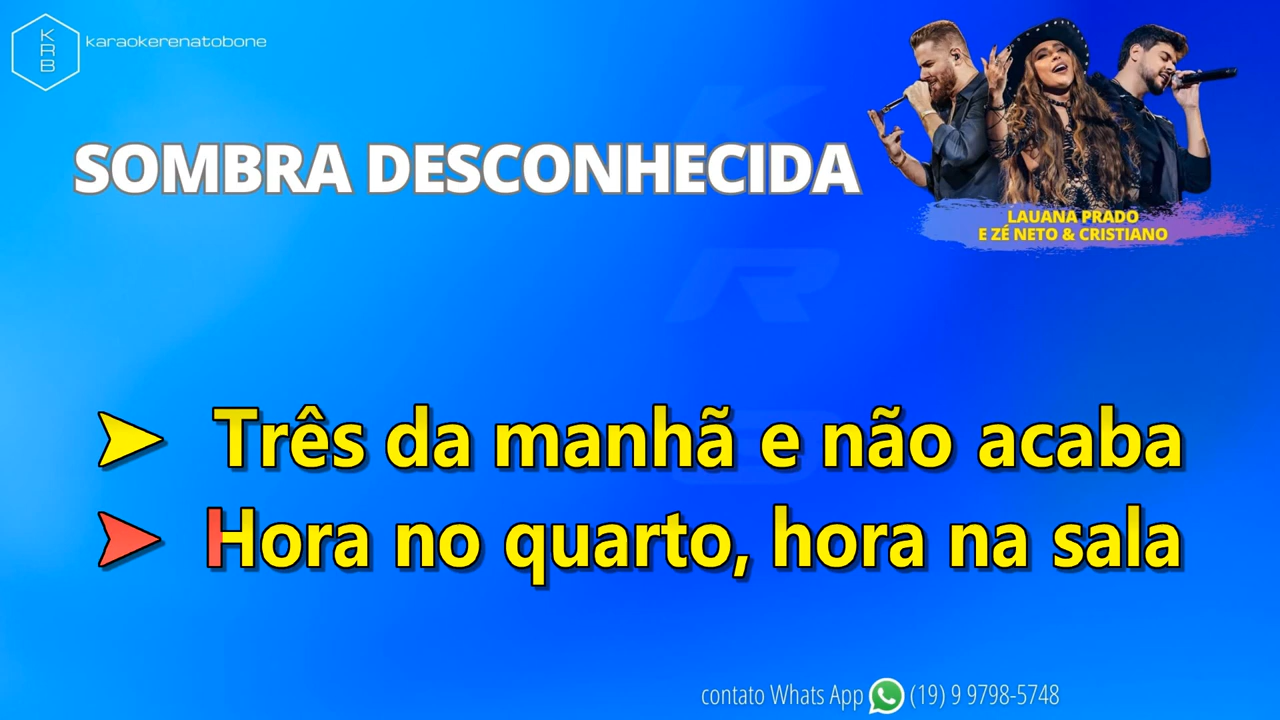 K
R
B
karaokerenatobone
SOMBRA DESCONHECIDA
LAUANA PRADO
E ZÉ NETO & CRISTIANO
K
R
B
Três da manhã e não acaba
Hora no quarto, hora na sala
contato Whats App (19) 9 9798-5748